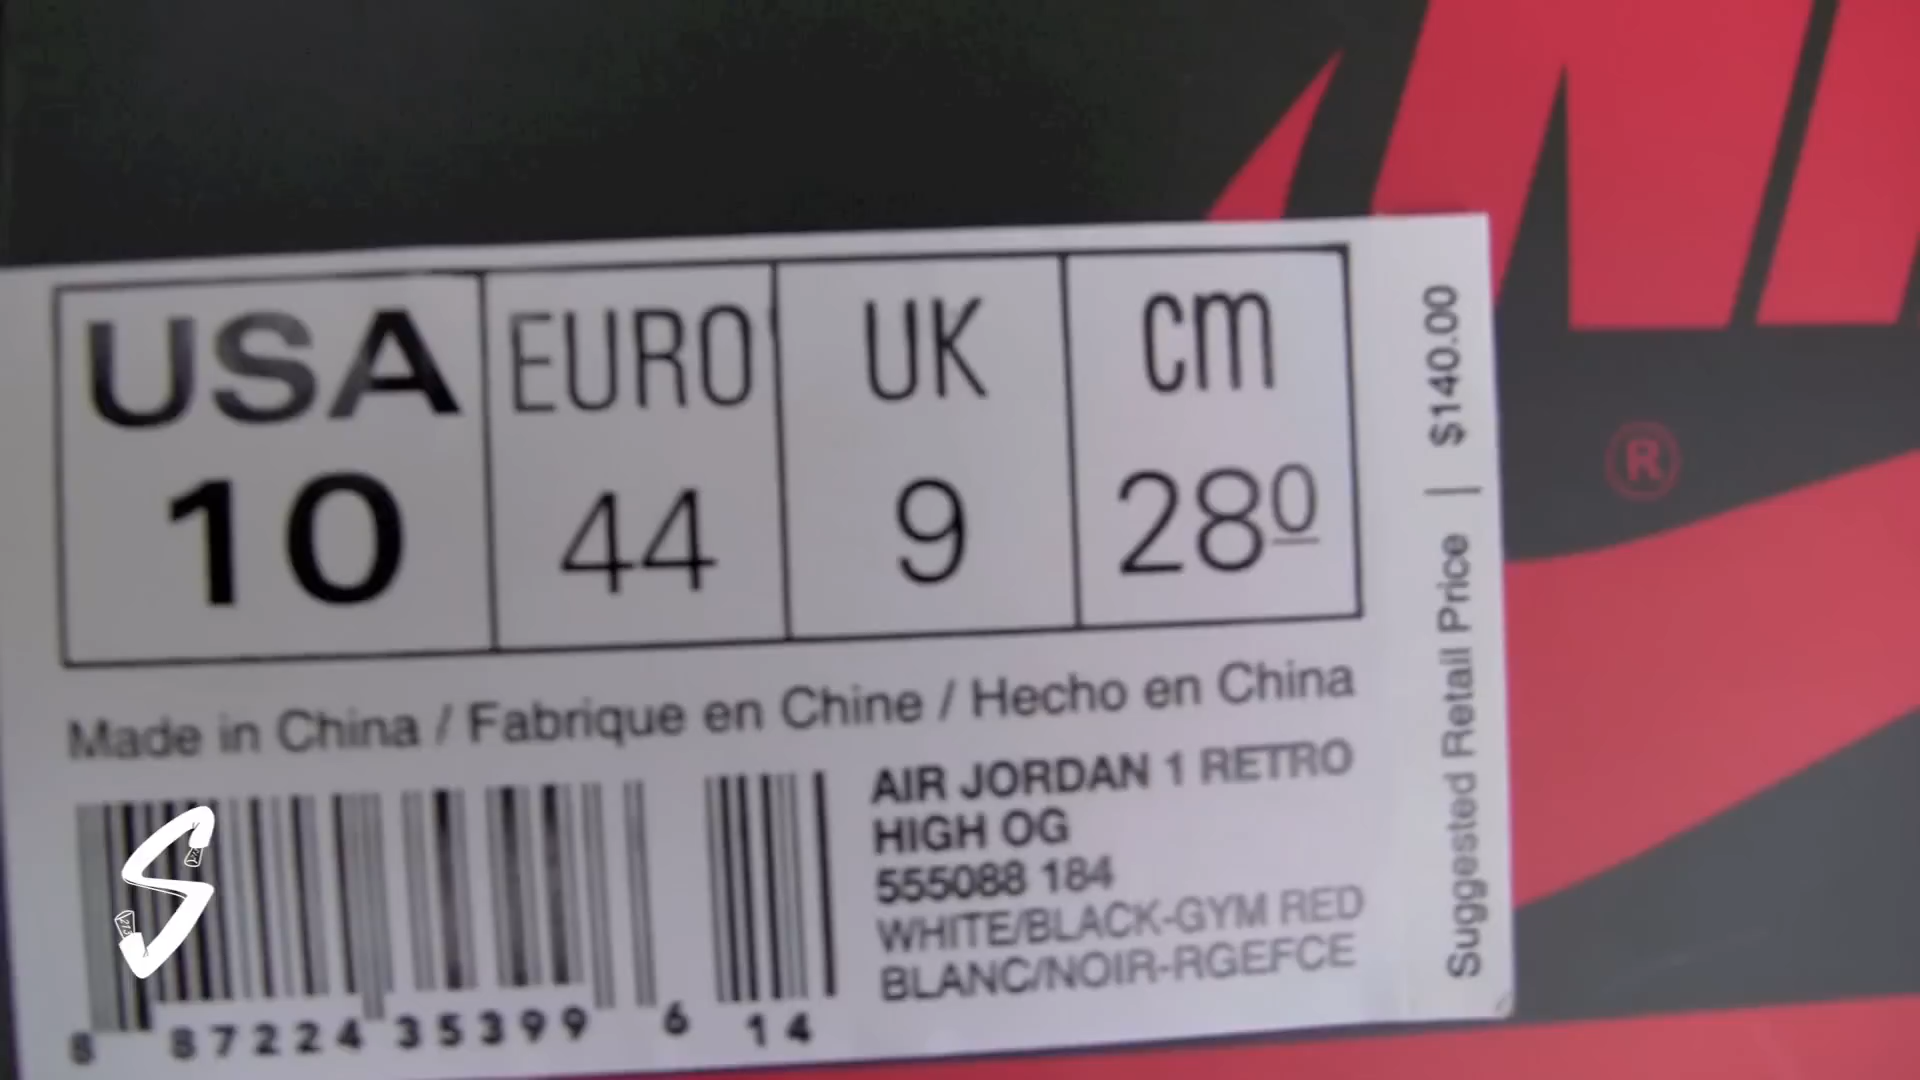 USA EURO UK cm
10 44 9 28 0
Made in China / Fabrique en Chine / Hecho en China
AIR JORDAN 1 RETRO
HIGH OG
555088 184
WHITE/BLACK-GYM RED
BLANC/NOIR-RGEFCE
8 87224 35399 6 14
Suggested Retail Price | $140.00
®
S